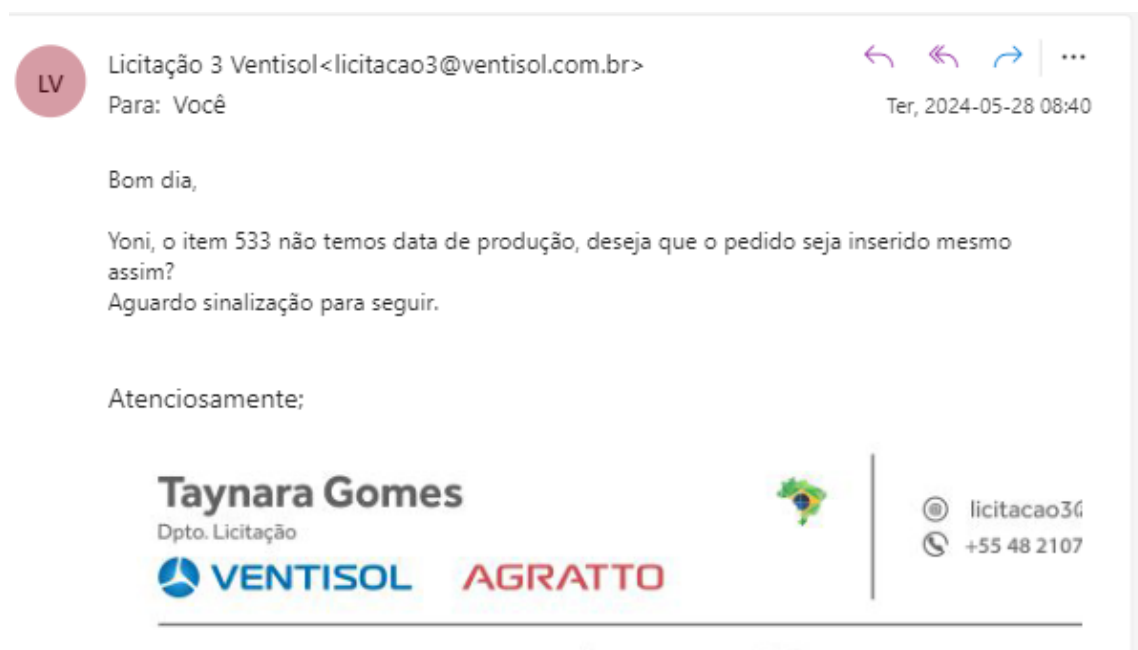 LV
Licitação 3 Ventisol<licitacao3@ventisol.com.br>
Para: Você
Ter, 2024-05-28 08:40
Bom dia,
Yoni, o item 533 não temos data de produção, deseja que o pedido seja inserido mesmo
assim?
Aguardo sinalização para seguir.
Atenciosamente;
Taynara Gomes
Dpto. Licitação
VENTISOL AGRATTO
licitacao3@
+55 48 2107